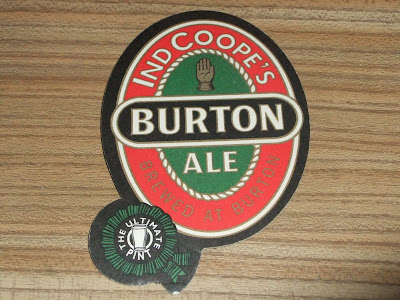 IND COOPE'S
BURTON
ALE
BREWED AT BURTON
THE ULTIMATE
PINT